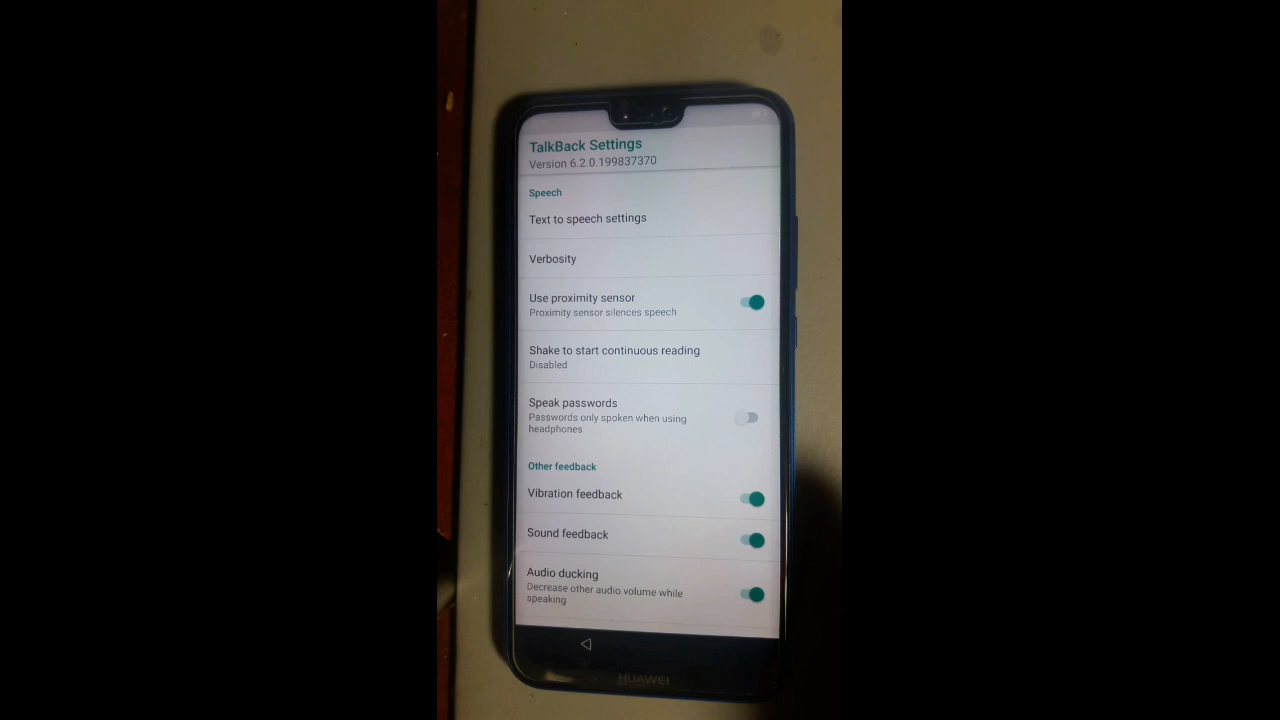 TalkBack Settings
Version 6.2.0.199837370
Speech
Text to speech settings
Verbosity
Use proximity sensor
Proximity sensor silences speech
Shake to start continuous reading
Disabled
Speak passwords
Passwords only spoken when using
headphones
Other feedback
Vibration feedback
Sound feedback
Audio ducking
Decrease other audio volume while
speaking
HUAWEI